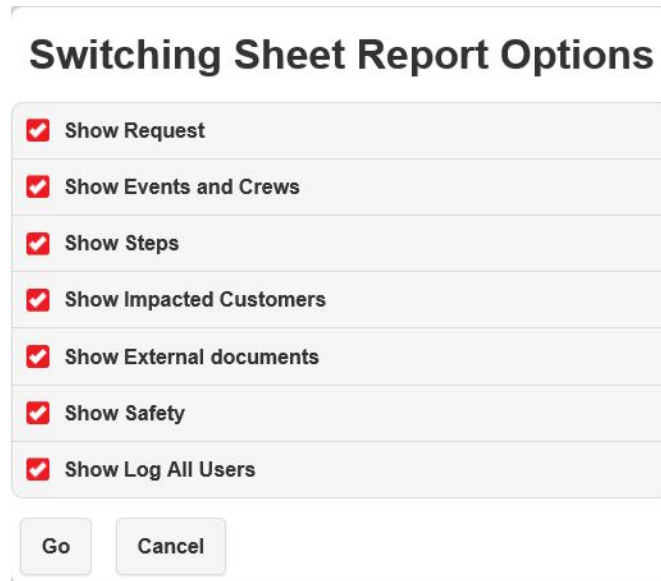 Switching Sheet Report Options
Show Request
Show Events and Crews
Show Steps
Show Impacted Customers
Show External documents
Show Safety
Show Log All Users
Go Cancel